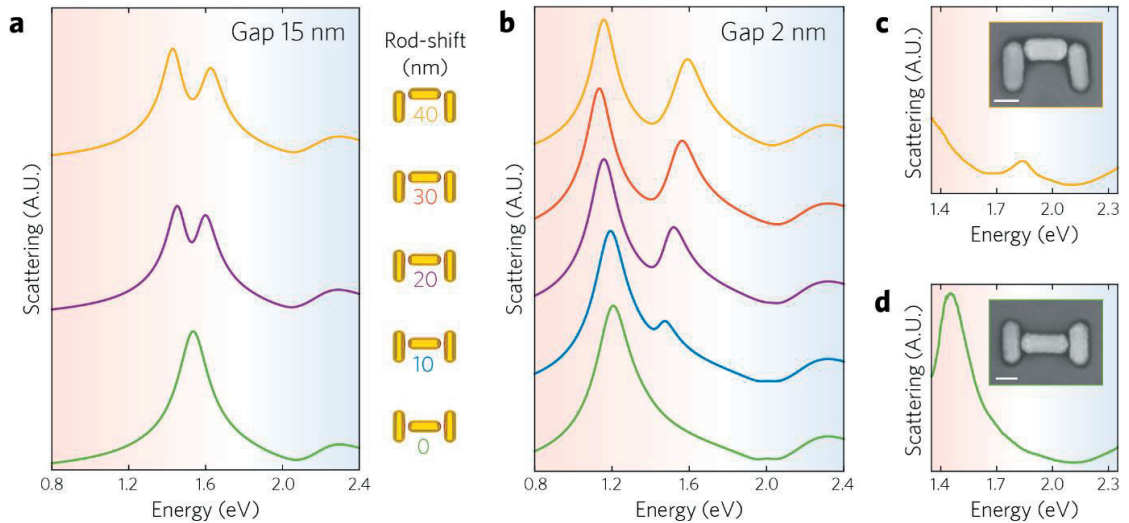 a
Gap 15 nm
Scattering (A.U.)
0.8 1.2 1.6 2.0 2.4
Energy (eV)
Rod-shift
(nm)
40
30
20
10
0
b
Gap 2 nm
Scattering (A.U.)
0.8 1.2 1.6 2.0 2.4
Energy (eV)
c
Scattering (A.U.)
1.4 1.7 2.0 2.3
Energy (eV)
d
Scattering (A.U.)
1.4 1.7 2.0 2.3
Energy (eV)